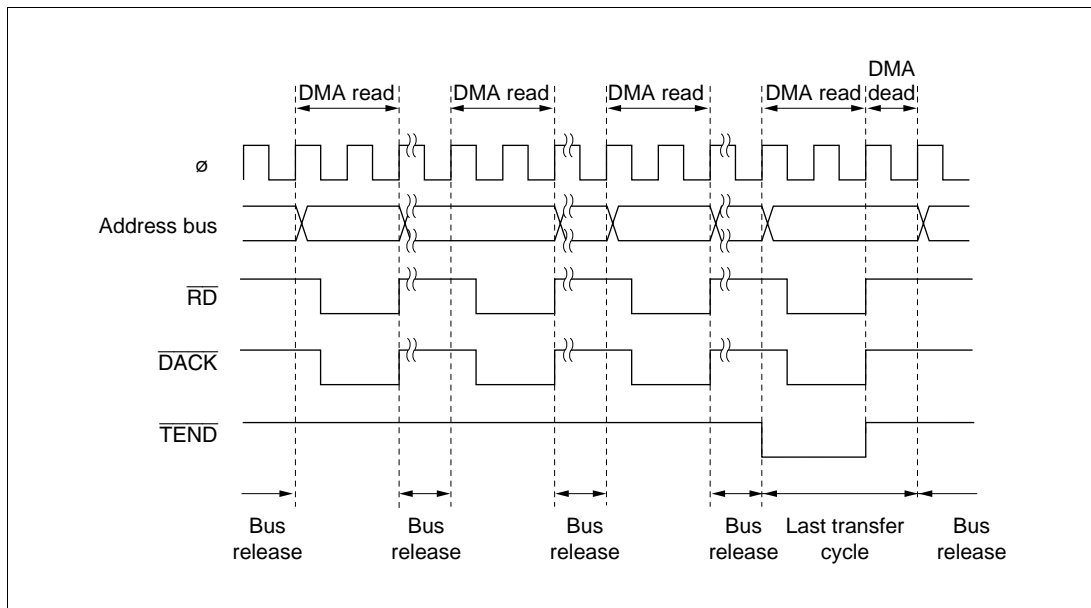 DMA
DMA read DMA read DMA read DMA read dead
ø
Address bus
RD
DACK
TEND
Bus Bus Bus Bus Last transfer Bus
release release release release cycle release